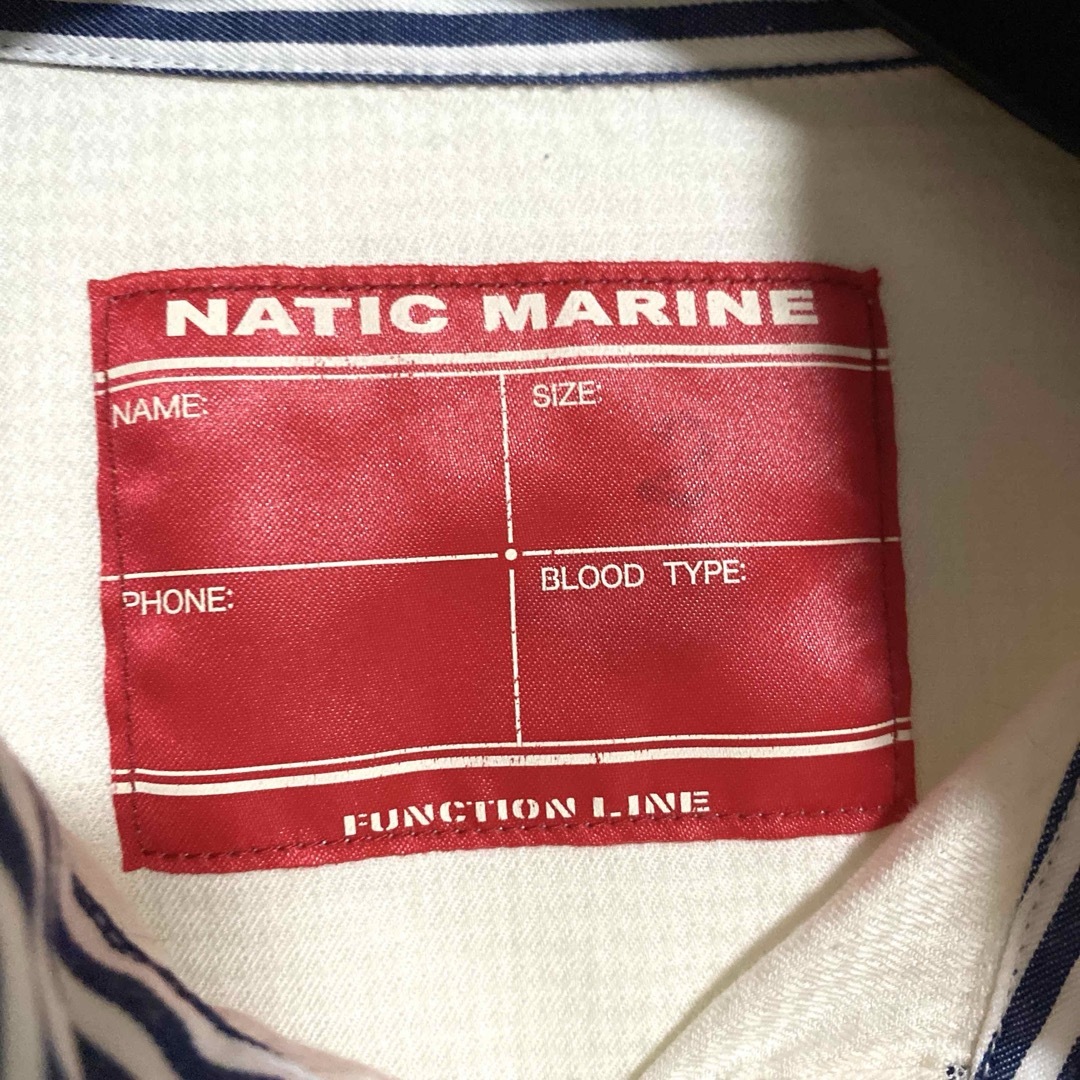 NATIC MARINE
NAME:
SIZE:
PHONE:
BLOOD TYPE:
FUNCTION LINE